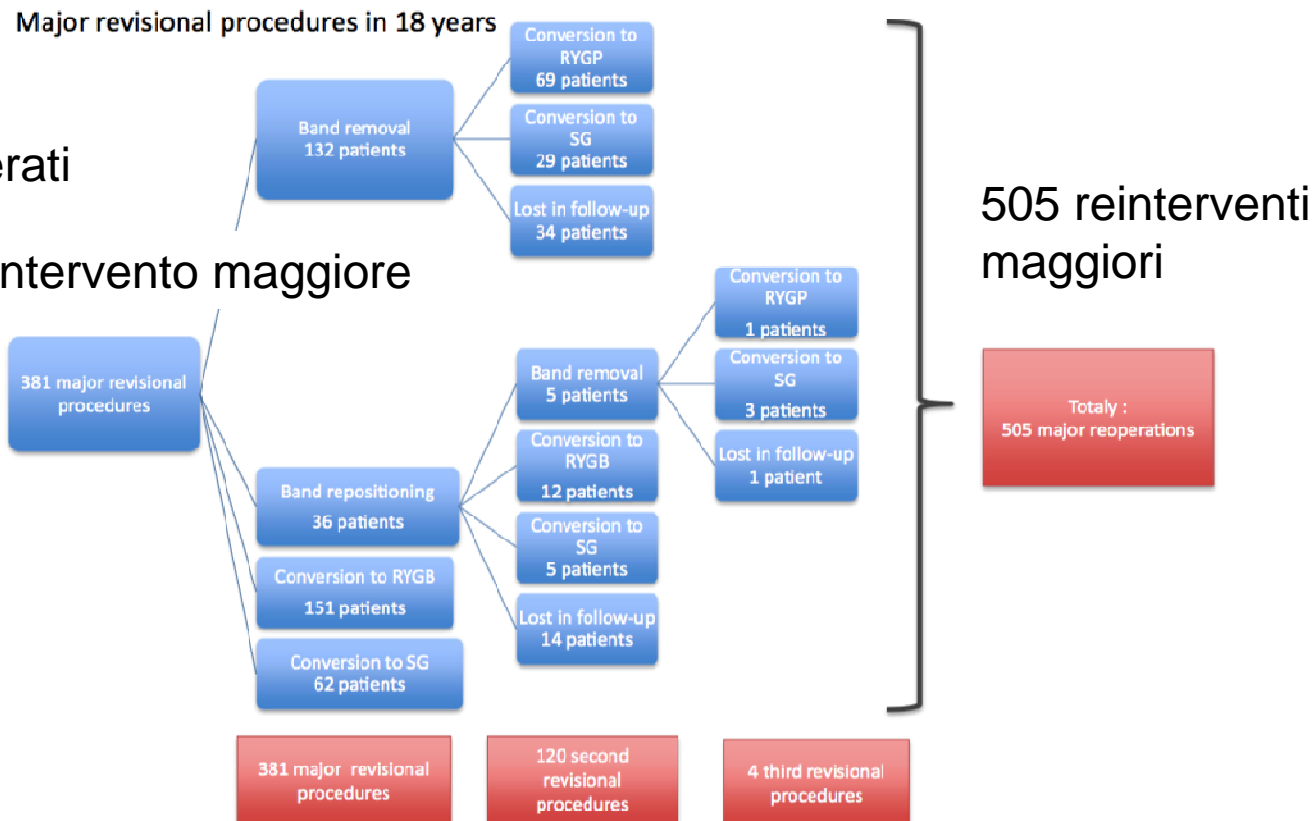 Major revisional procedures in 18 years
erati
ntervento maggiore
381 major revisional
procedures
Band removal
132 patients
Conversion to
RYGP
69 patients
Conversion to
SG
29 patients
Lost in follow-up
34 patients
Band repositioning
36 patients
Conversion to RYGB
151 patients
Conversion to SG
62 patients
Band removal
5 patients
Conversion to
RYGB
12 patients
Conversion to
SG
5 patients
Lost in follow-up
14 patients
Conversion to
RYGP
1 patients
Conversion to
SG
3 patients
Lost in follow-up
1 patient
505 reinterventi
maggiori
Totaly :
505 major reoperations
381 major revisional
procedures
120 second
revisional
procedures
4 third revisional
procedures